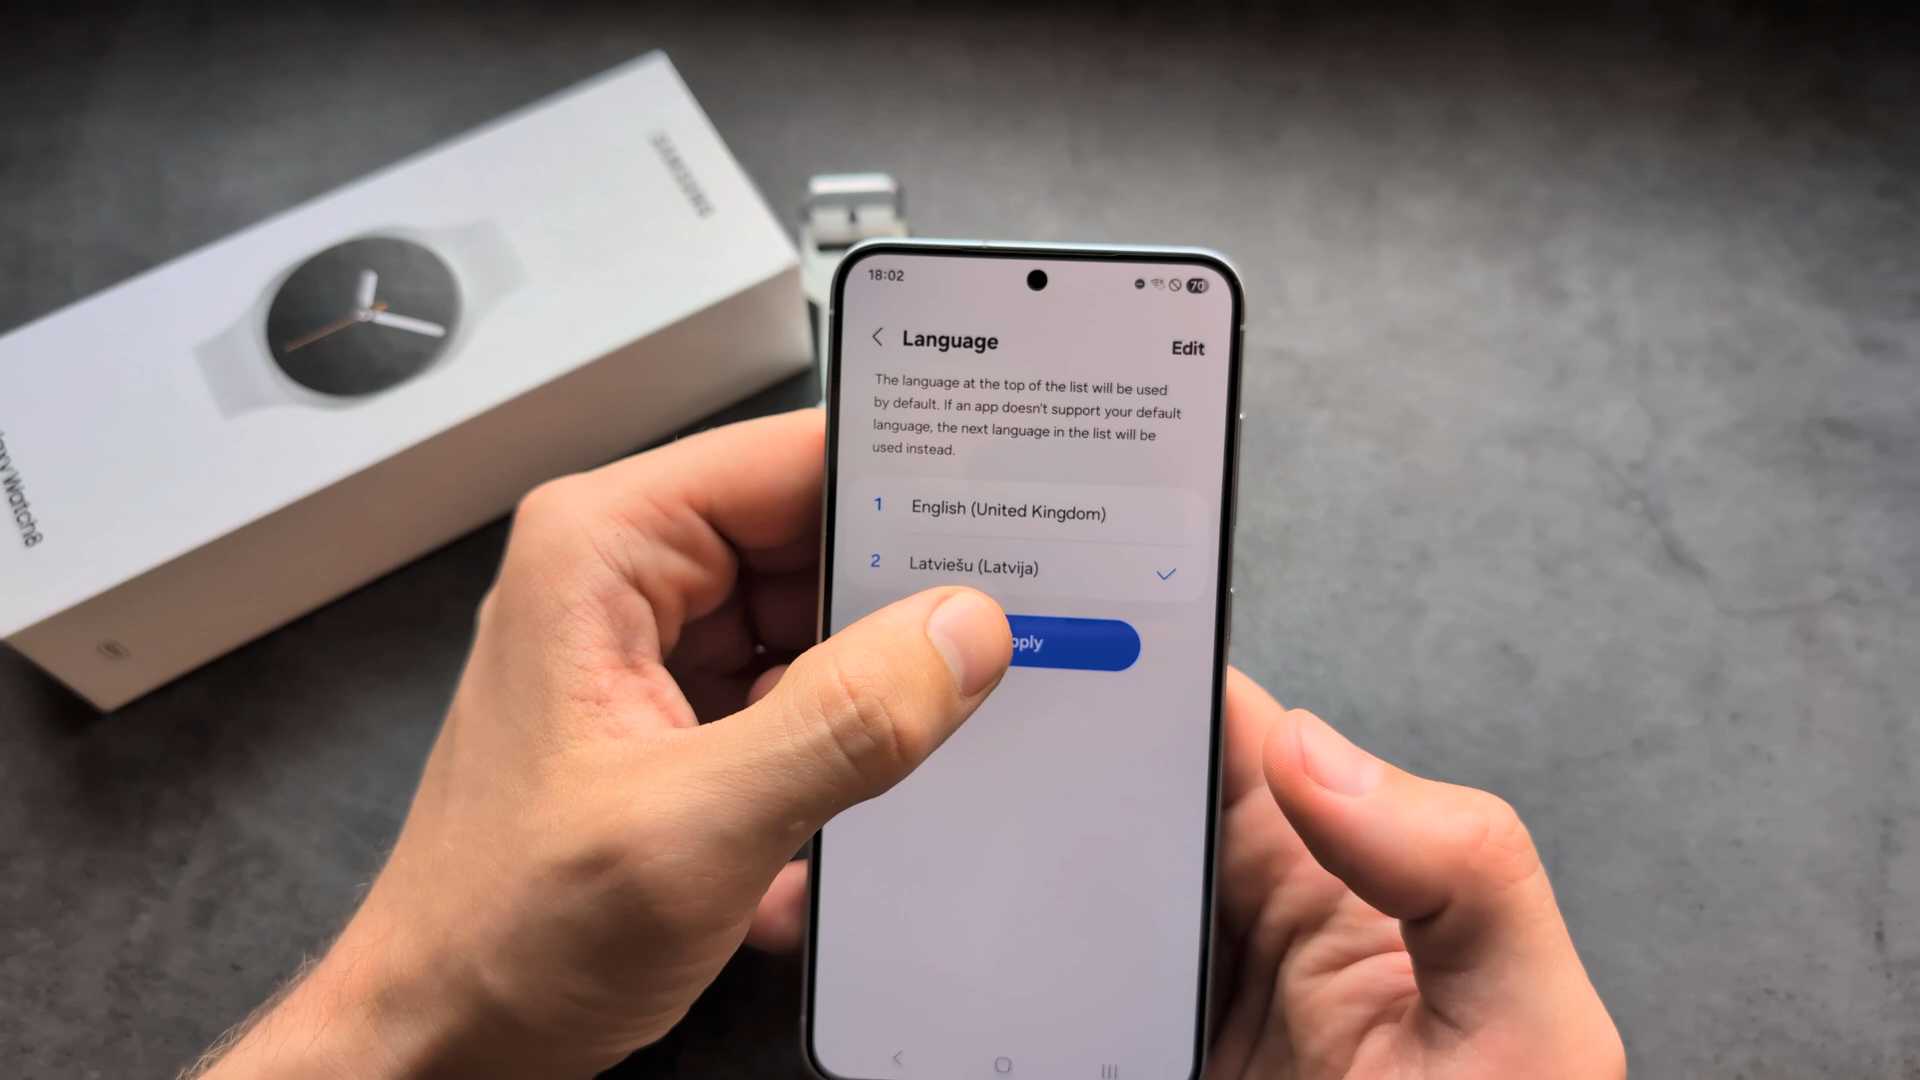 SAMSUNG
Watch8
18:02
70
Language
Edit
The language at the top of the list will be used
by default. If an app doesn't support your default
language, the next language in the list will be
used instead.
1 English (United Kingdom)
2 Latviešu (Latvija)